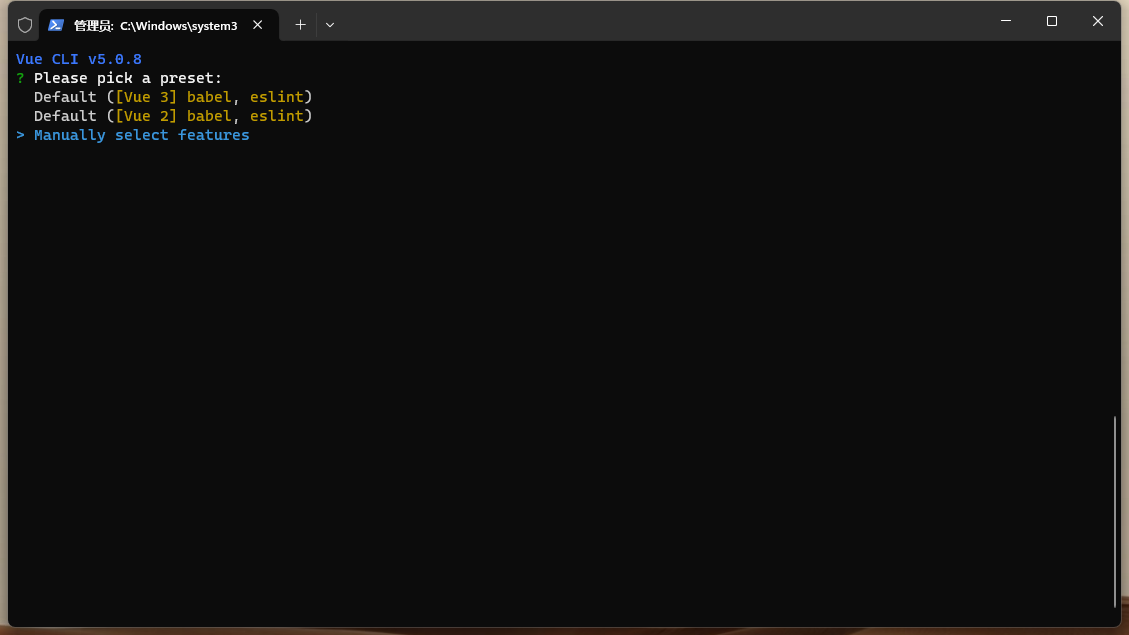 管理员: C:\Windows\system3
Vue CLI v5.0.8
? Please pick a preset:
Default ([Vue 3] babel, eslint)
Default ([Vue 2] babel, eslint)
> Manually select features